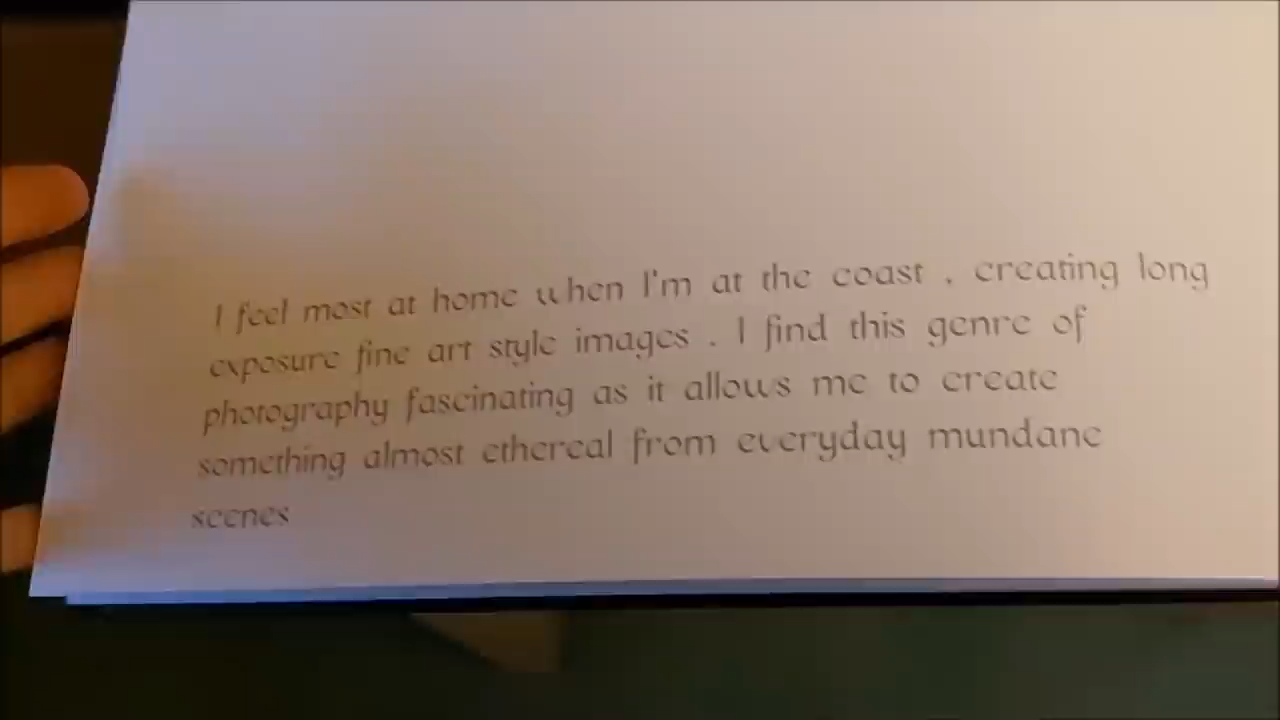 I feel most at home when I'm at the coast , creating long
exposure fine art style images . I find this genre of
photography fascinating as it allows me to create
something almost ethereal from everyday mundane
scenes